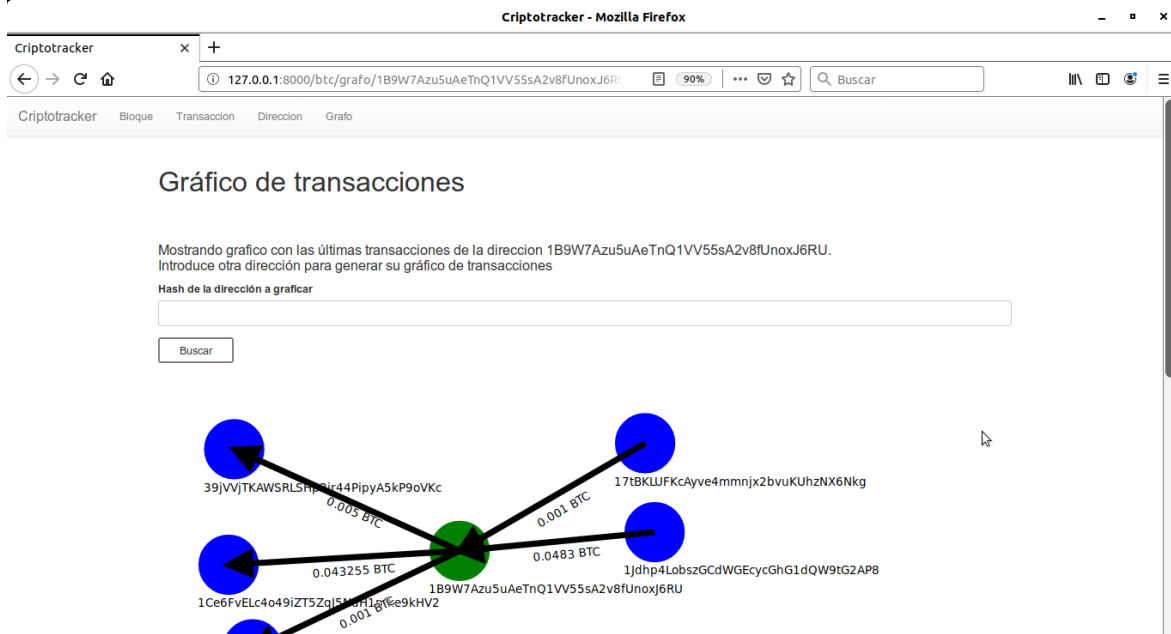 Criptotracker - Mozilla Firefox
Criptotracker
127.0.0.1:8000/btc/grafo/1B9W7Azu5uAeTnQ1VV55sA2v8fUnoxJ6RU
90%
Buscar
Criptotracker Bloque Transaccion Direccion Grafo
Gráfico de transacciones
Mostrando grafico con las últimas transacciones de la direccion 1B9W7Azu5uAeTnQ1VV55sA2v8fUnoxJ6RU.
Introduce otra dirección para generar su gráfico de transacciones
Hash de la dirección a graficar
Buscar
17tBKLUFKcAyve4mmnjx2bvuKUhzNX6Nkg
0.005 BTC
0.001 BTC
0.0483 BTC
0.043255 BTC
1Jdhp4LobszGCdWGEcycGhG1dQW9tG2AP8
1B9W7Azu5uAeTnQ1VV55sA2v8fUnoxJ6RU
0.001 BTC